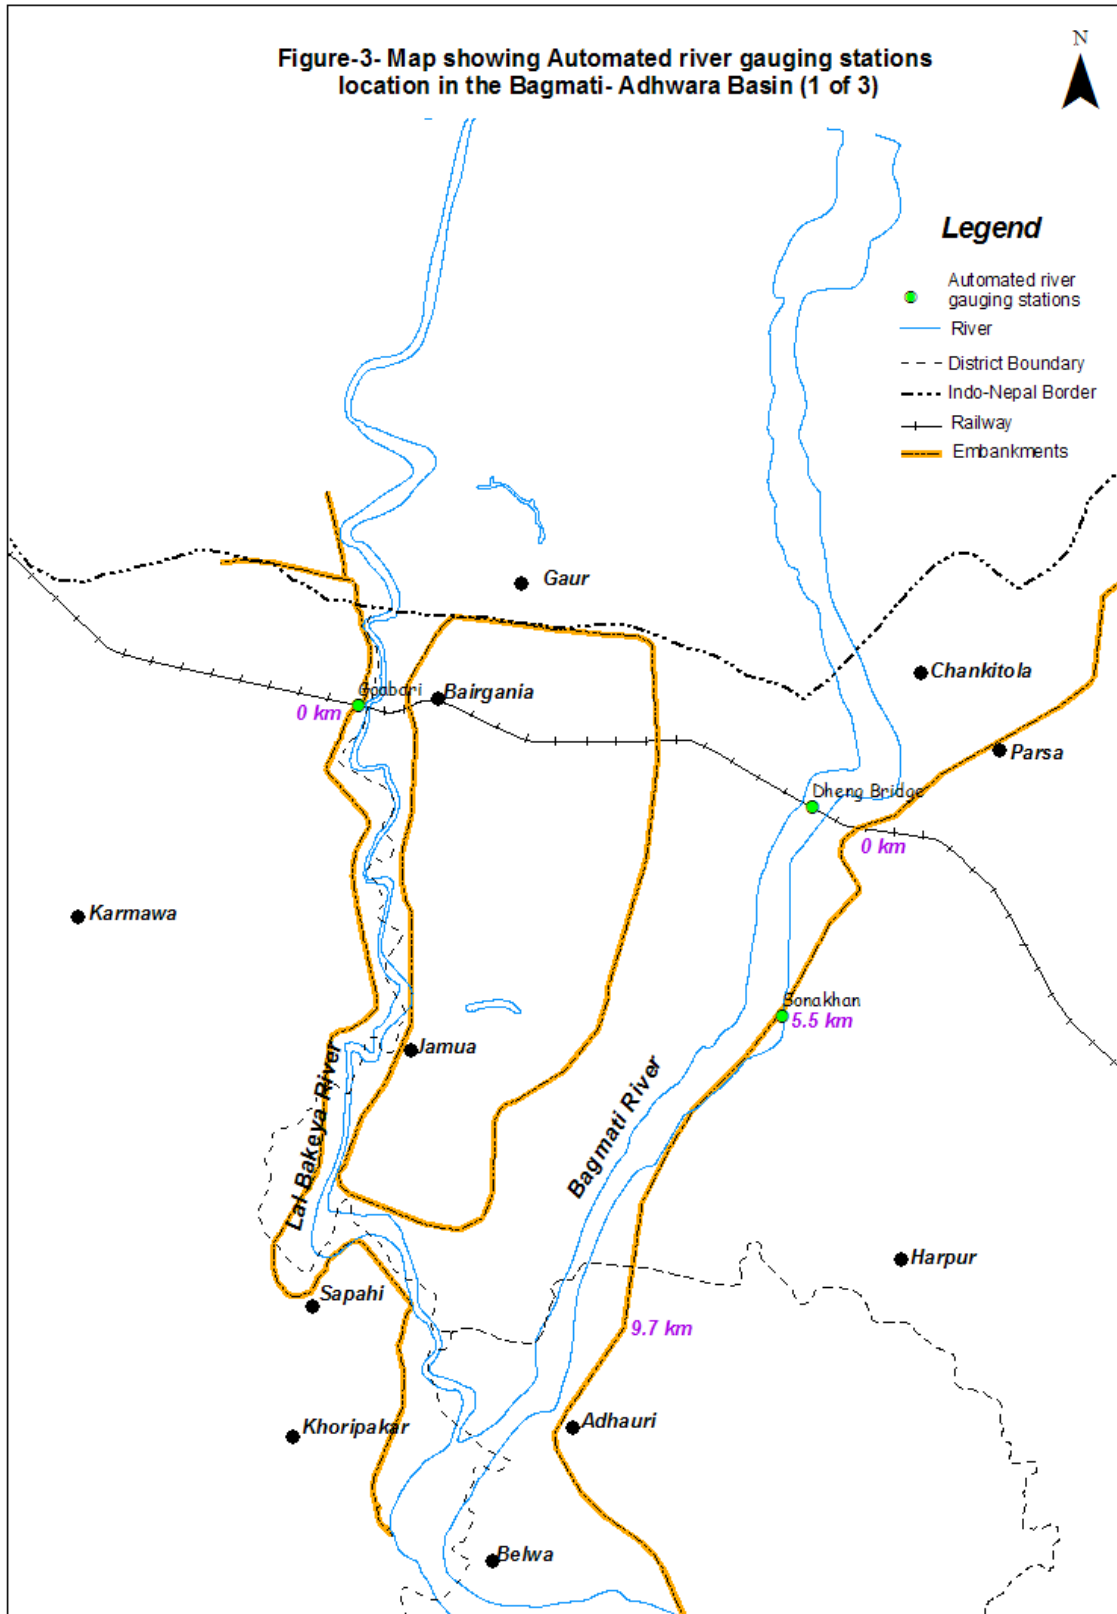 Figure-3- Map showing Automated river gauging stations
location in the Bagmati- Adhwara Basin (1 of 3)
N
Legend
Automated river
gauging stations
River
District Boundary
Indo-Nepal Border
Railway
Embankments
Gaur
Chankitola
Goabari
Bairgania
0 km
Parsa
Dheng Bridge
0 km
Karmawa
Sonakhan
5.5 km
Jamua
Lal Bakeya River
Bagmati River
Harpur
Sapahi
9.7 km
Khoripakar
Adhauri
Belwa